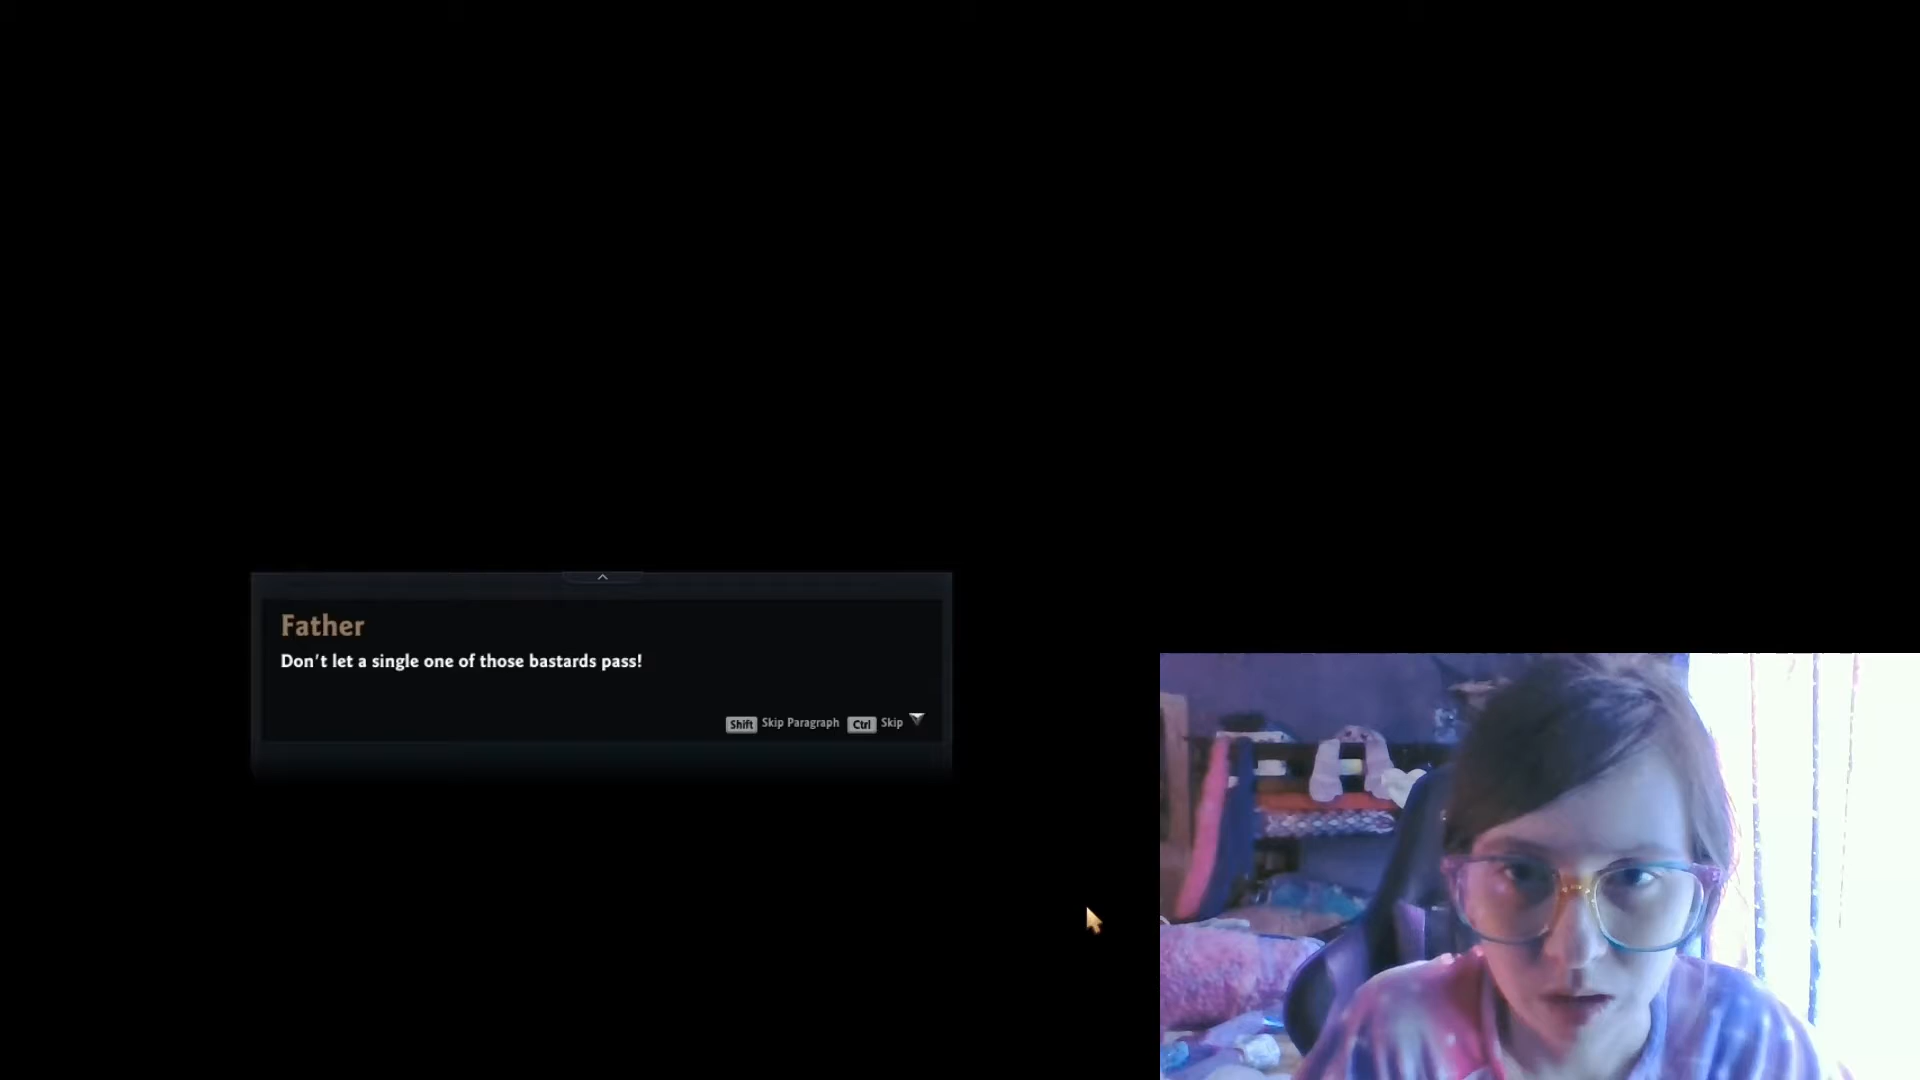 Father
Don't let a single one of those bastards pass!
Shift Skip Paragraph Ctrl Skip